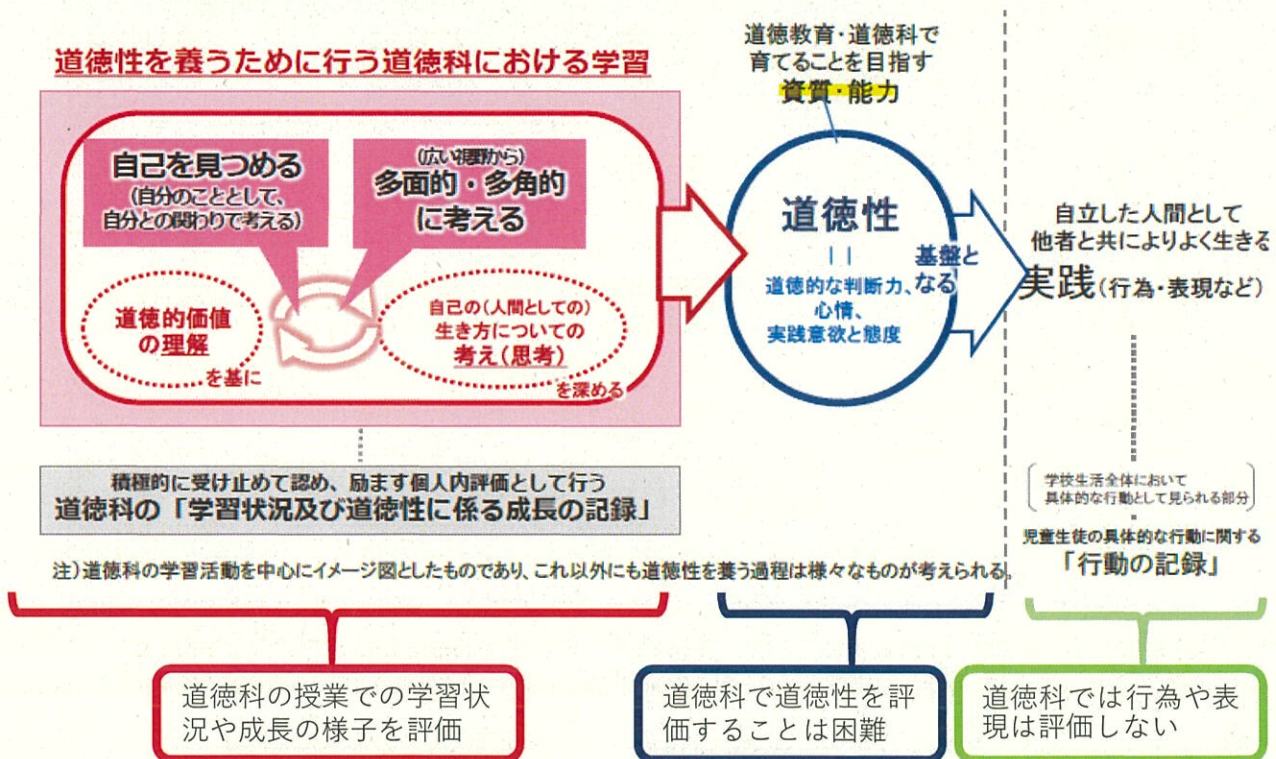 道徳性を養うために行う道徳科における学習
自己を見つめる
(自分のこととして、
自分との関わりで考える)
(広い視野から)
多面的・多角的
に考える
道徳的価値
の理解
を基に
自己の(人間としての)
生き方についての
考え(思考)
を深める
道徳教育・道徳科で
育てることを目指す
資質・能力
道徳性
||
道徳的な判断力、
心情、
実践意欲と態度
基盤と
なる
自立した人間として
他者と共によりよく生きる
実践(行為・表現など)
積極的に受け止めて認め、励ます個人内評価として行う
道徳科の「学習状況及び道徳性に係る成長の記録」
学校生活全体において
具体的な行動として見られる部分
児童生徒の具体的な行動に関する
「行動の記録」
注)道徳科の学習活動を中心にイメージ図としたものであり、これ以外にも道徳性を養う過程は様々なものが考えられる。
道徳科の授業での学習状
況や成長の様子を評価
道徳科で道徳性を評
価することは困難
道徳科では行為や表
現は評価しない